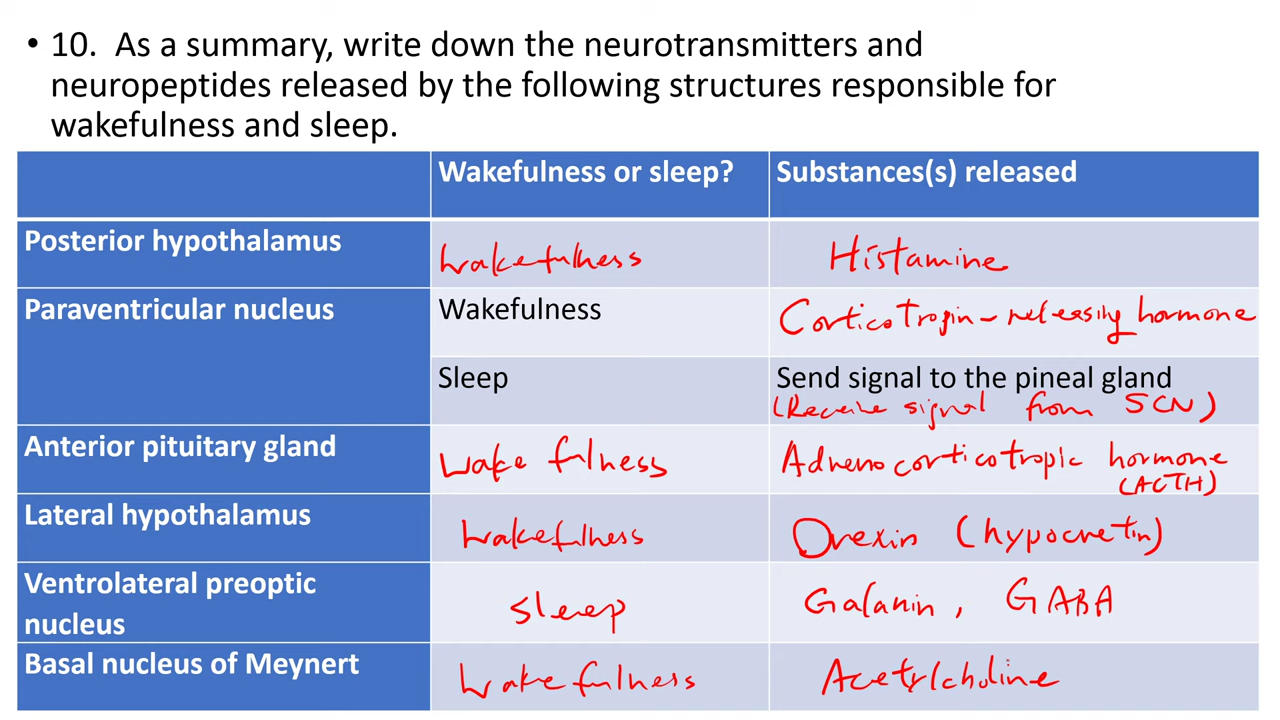 • 10. As a summary, write down the neurotransmitters and
neuropeptides released by the following structures responsible for
wakefulness and sleep.
Wakefulness or sleep? Substances(s) released
Posterior hypothalamus wakefulness Histamine
Paraventricular nucleus Wakefulness Corticotropin-releasing hormone
Sleep Send signal to the pineal gland
(Receive signal from SCN)
Anterior pituitary gland wakefulness Adrenocorticotropic hormone
(ACTH)
Lateral hypothalamus wakefulness Orexin (hypocretin)
Ventrolateral preoptic
nucleus sleep Galanin, GABA
Basal nucleus of Meynert wakefulness Acetylcholine